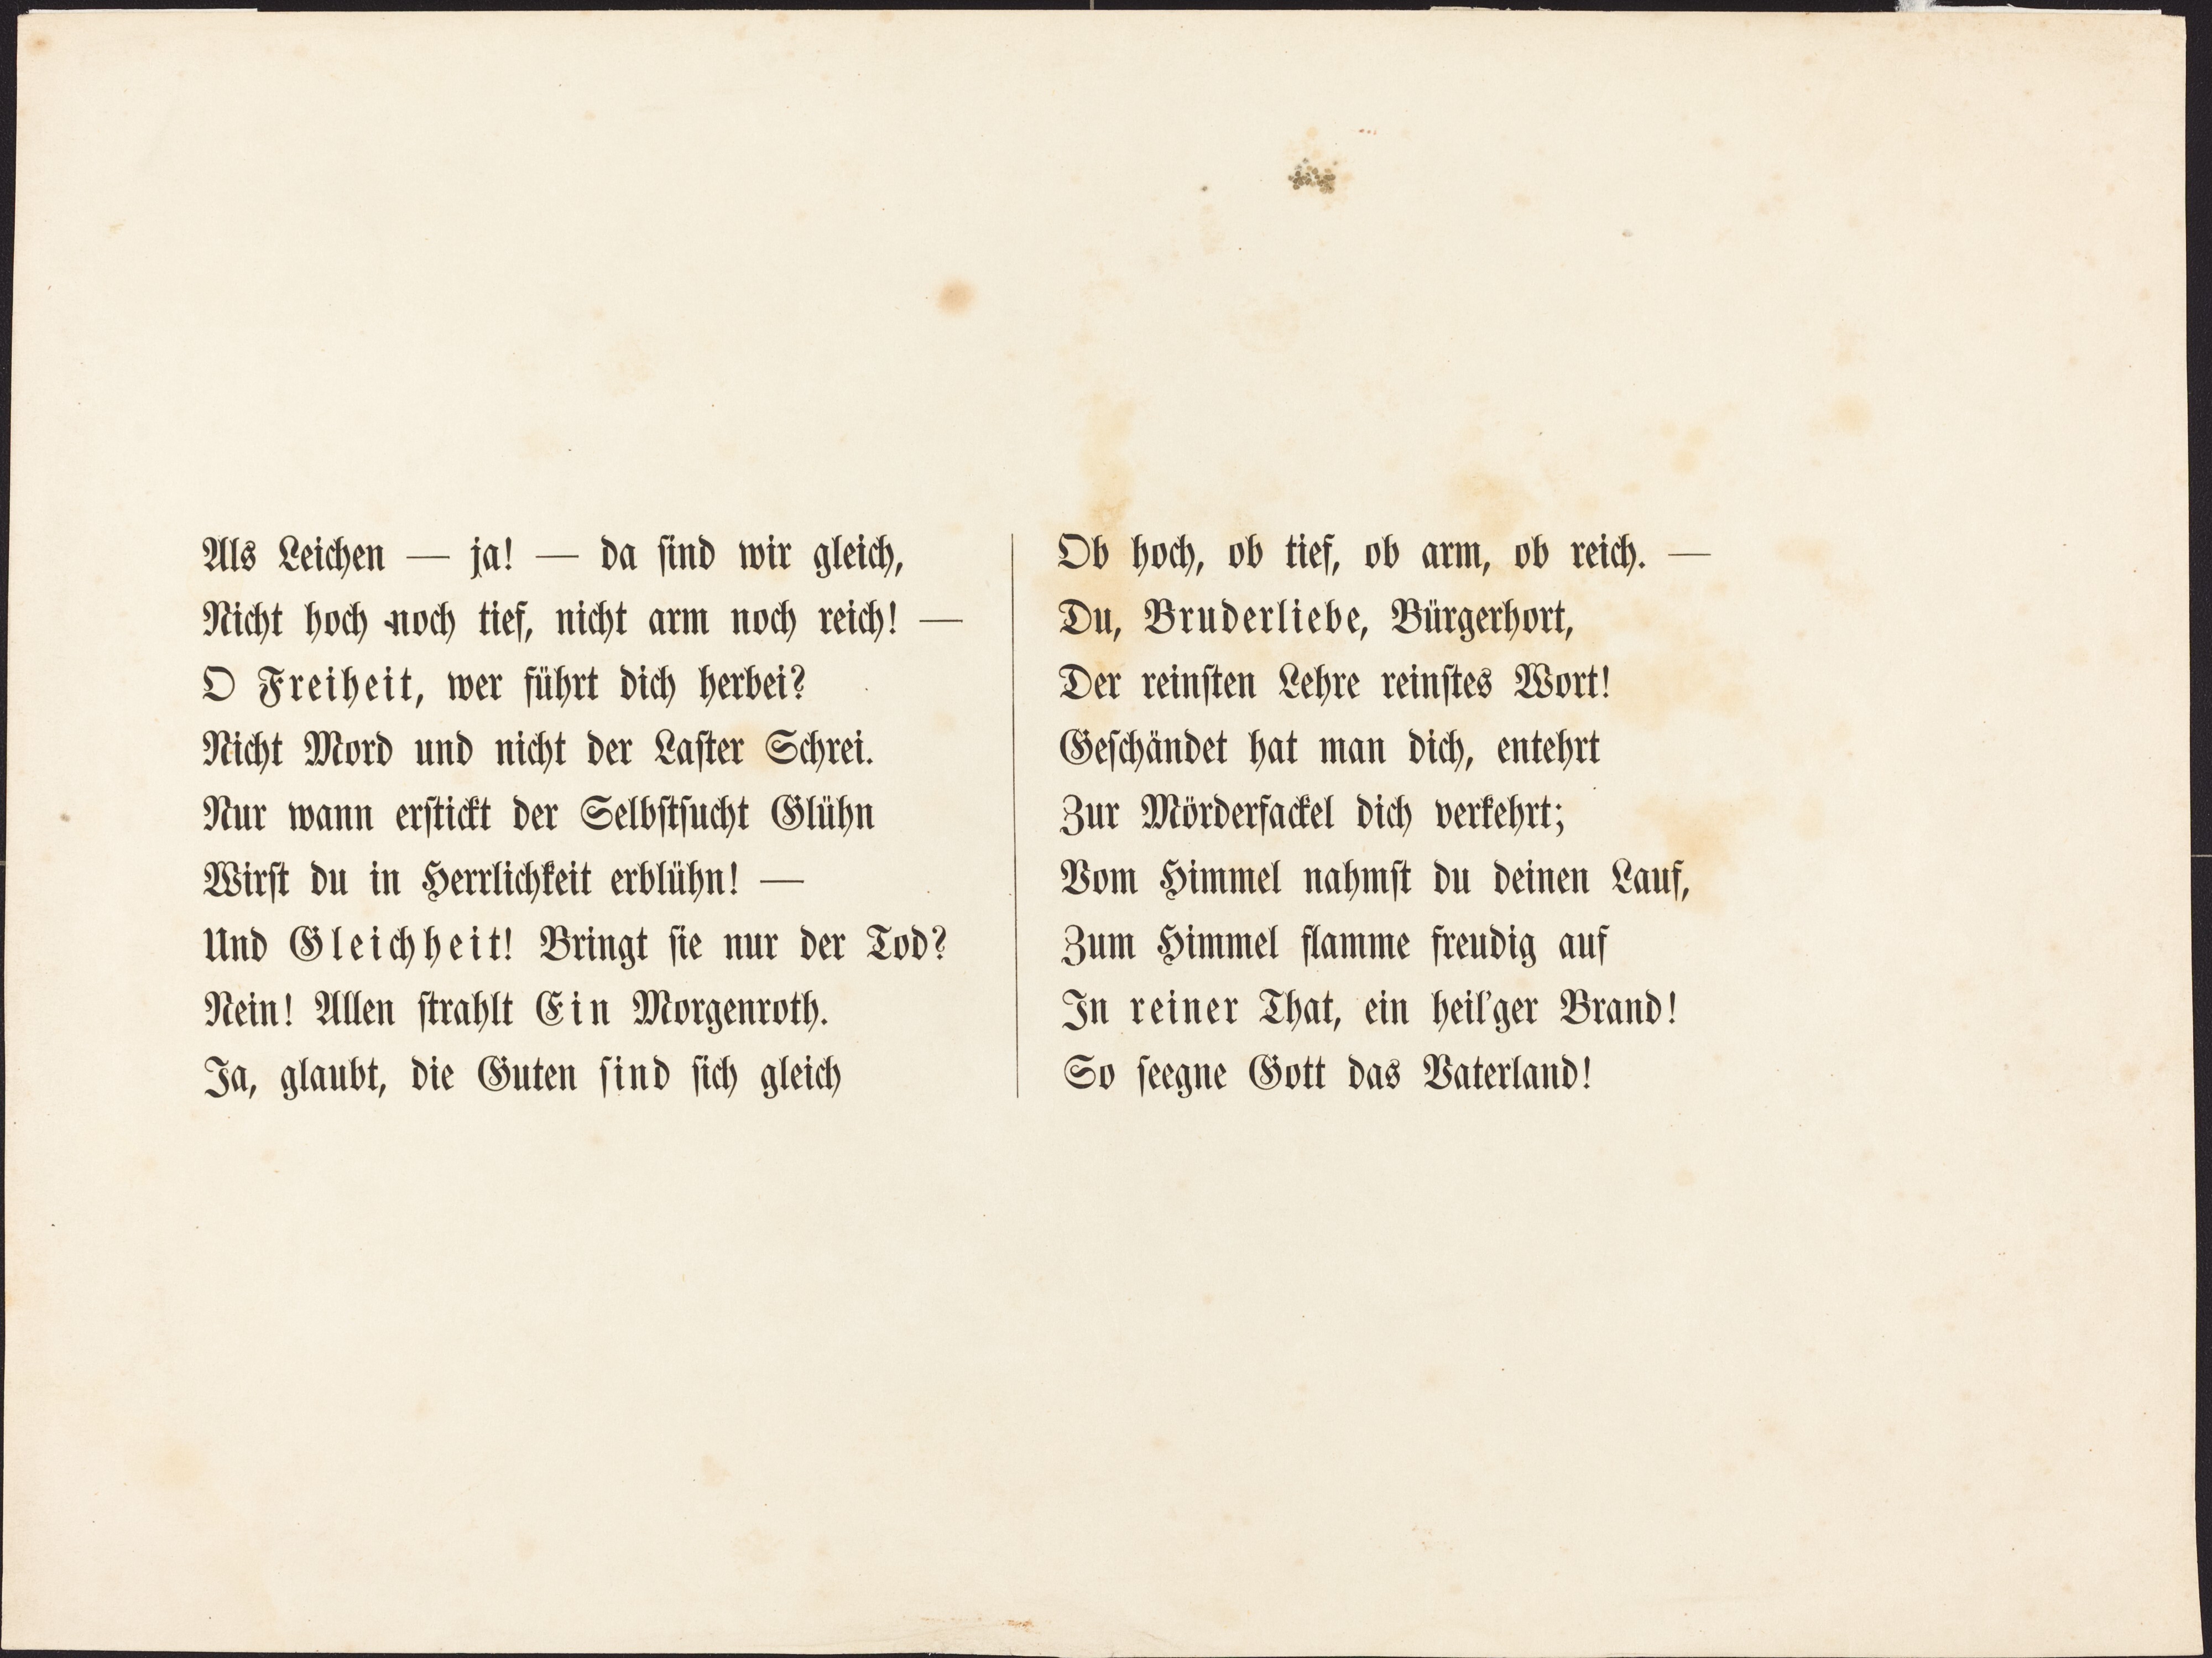 Als Leichen — ja! — da sind wir gleich,
Nicht hoch noch tief, nicht arm noch reich! —
O Freiheit, wer führt dich herbei?
Nicht Mord und nicht der Laster Schrei.
Nur wann erstickt der Selbstsucht Glühn
Wirst du in Herrlichkeit erblühn! —
Und Gleichheit! Bringt sie nur der Tod?
Nein! Allen strahlt Ein Morgenroth.
Ja, glaubt, die Guten sind sich gleich
Ob hoch, ob tief, ob arm, ob reich. —
Du, Bruderliebe, Bürgerhort,
Der reinsten Lehre reinstes Wort!
Geschändet hat man dich, entehrt
Zur Mörderfackel dich verkehrt;
Vom Himmel nahmst du deinen Lauf,
Zum Himmel flamme freudig auf
In reiner That, ein heil'ger Brand!
So seegne Gott das Vaterland!